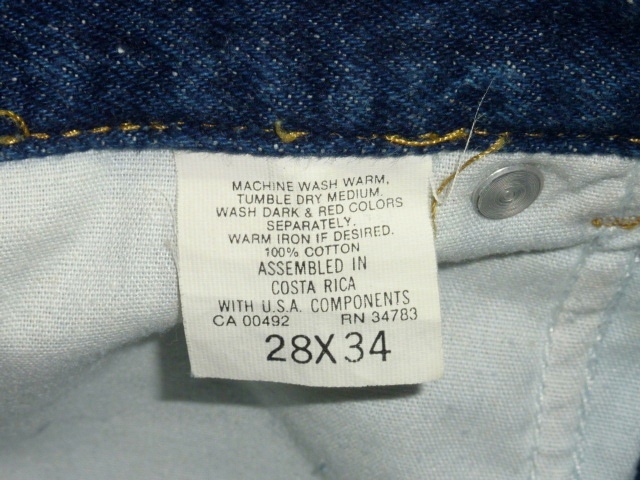 MACHINE WASH WARM,
TUMBLE DRY MEDIUM.
WASH DARK & RED COLORS
SEPARATELY.
WARM IRON IF DESIRED.
100% COTTON
ASSEMBLED IN
COSTA RICA
WITH U.S.A. COMPONENTS
CA 00492 RN 34783
28X34